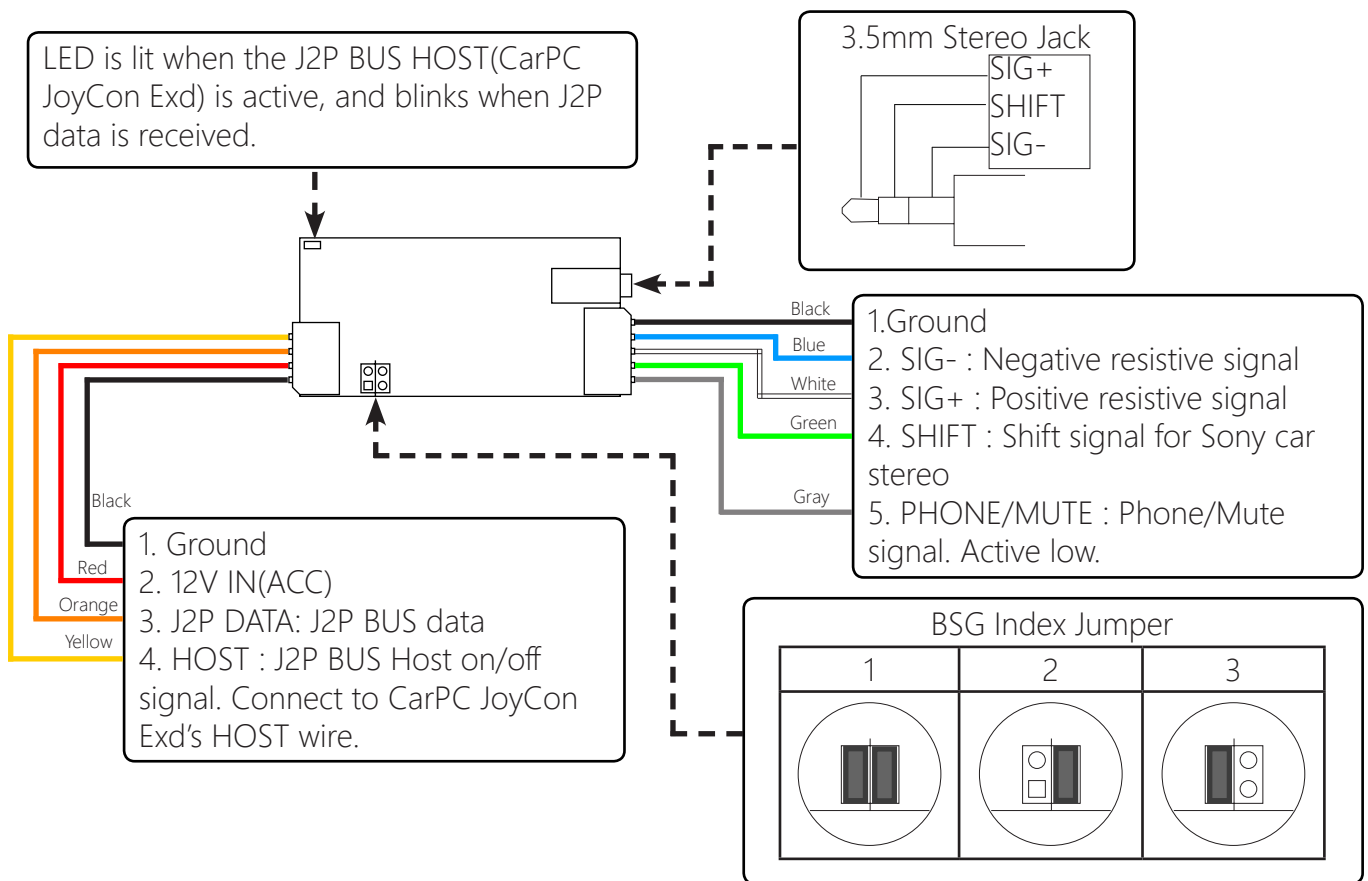 LED is lit when the J2P BUS HOST(CarPC
JoyCon Exd) is active, and blinks when J2P
data is received.
3.5mm Stereo Jack
SIG+
SHIFT
SIG-
Black
Blue
White
Green
Gray
1.Ground
2. SIG- : Negative resistive signal
3. SIG+ : Positive resistive signal
4. SHIFT : Shift signal for Sony car
stereo
5. PHONE/MUTE : Phone/Mute
signal. Active low.
Black
Red
Orange
Yellow
1. Ground
2. 12V IN(ACC)
3. J2P DATA: J2P BUS data
4. HOST : J2P BUS Host on/off
signal. Connect to CarPC JoyCon
Exd's HOST wire.
BSG Index Jumper
1 2 3